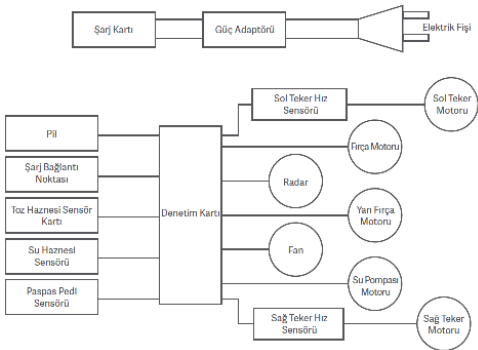 Şarj Kartı
Güç Adaptörü
Elektrik Fişi
Sol Teker Hız
Sensörü
Sol Teker
Motoru
Pil
Fırça Motoru
Şarj Bağlantı
Noktası
Radar
Toz Haznesi Sensör
Kartı
Denetim Kartı
Yan Fırça
Motoru
Su Haznesi
Sensörü
Fan
Paspas Pedi
Sensörü
Su Pompası
Motoru
Sağ Teker Hız
Sensörü
Sağ Teker
Motoru